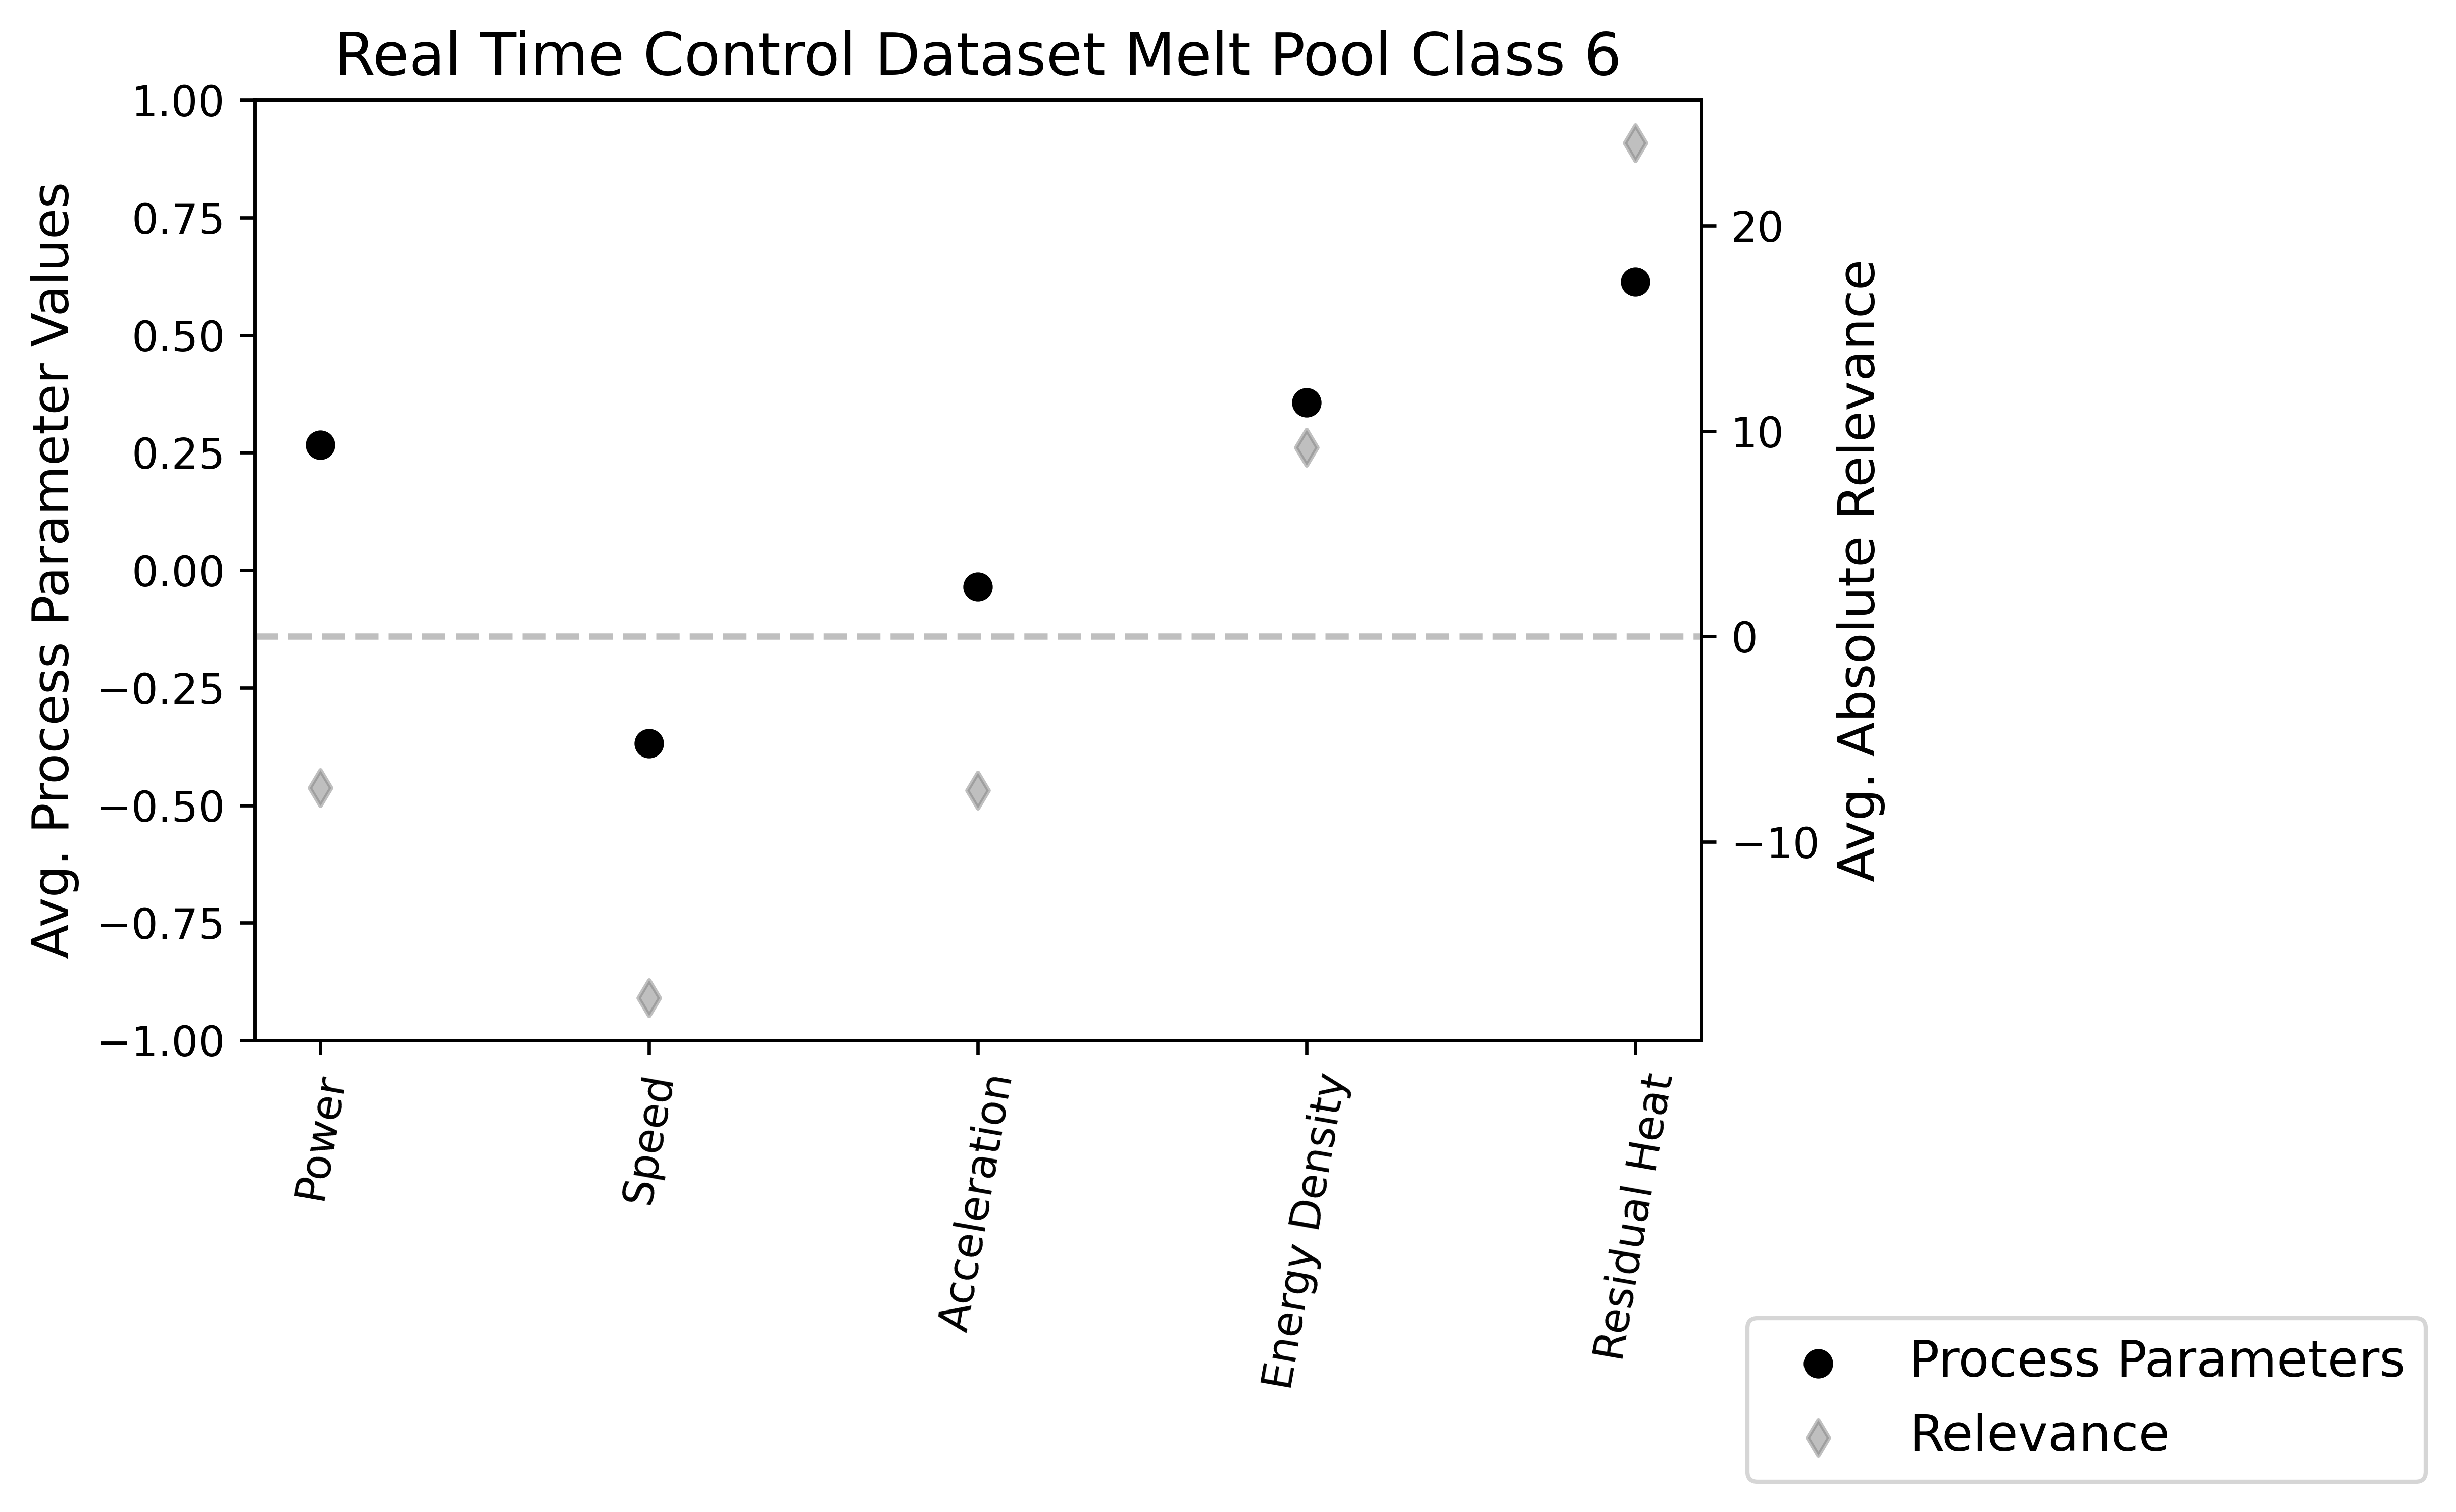 Real Time Control Dataset Melt Pool Class 6
Avg. Process Parameter Values
1.00
0.75
0.50
0.25
0.00
−0.25
−0.50
−0.75
−1.00
20
10
0
−10
Avg. Absolute Relevance
Power
Speed
Acceleration
Energy Density
Residual Heat
Process Parameters
Relevance